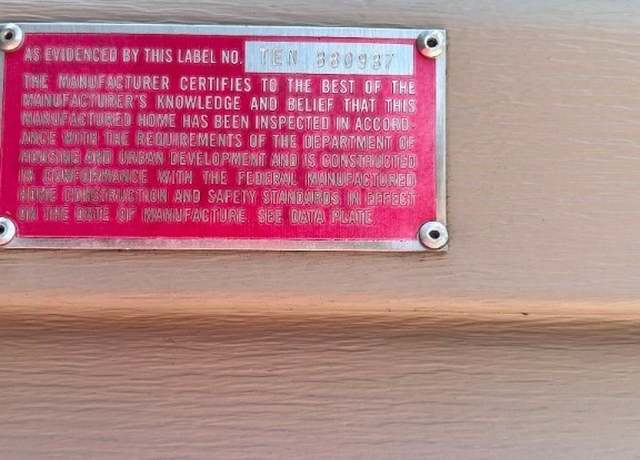 AS EVIDENCED BY THIS LABEL NO. TEN 880937
THE MANUFACTURER CERTIFIES TO THE BEST OF THE
MANUFACTURER'S KNOWLEDGE AND BELIEF THAT THIS
MANUFACTURED HOME HAS BEEN INSPECTED IN ACCORD-
ANCE WITH THE REQUIREMENTS OF THE DEPARTMENT OF
HOUSING AND URBAN DEVELOPMENT AND IS CONSTRUCTED
IN CONFORMANCE WITH THE FEDERAL MANUFACTURED
HOME CONSTRUCTION AND SAFETY STANDARDS IN EFFECT
ON THE DATE OF MANUFACTURE. SEE DATA PLATE.